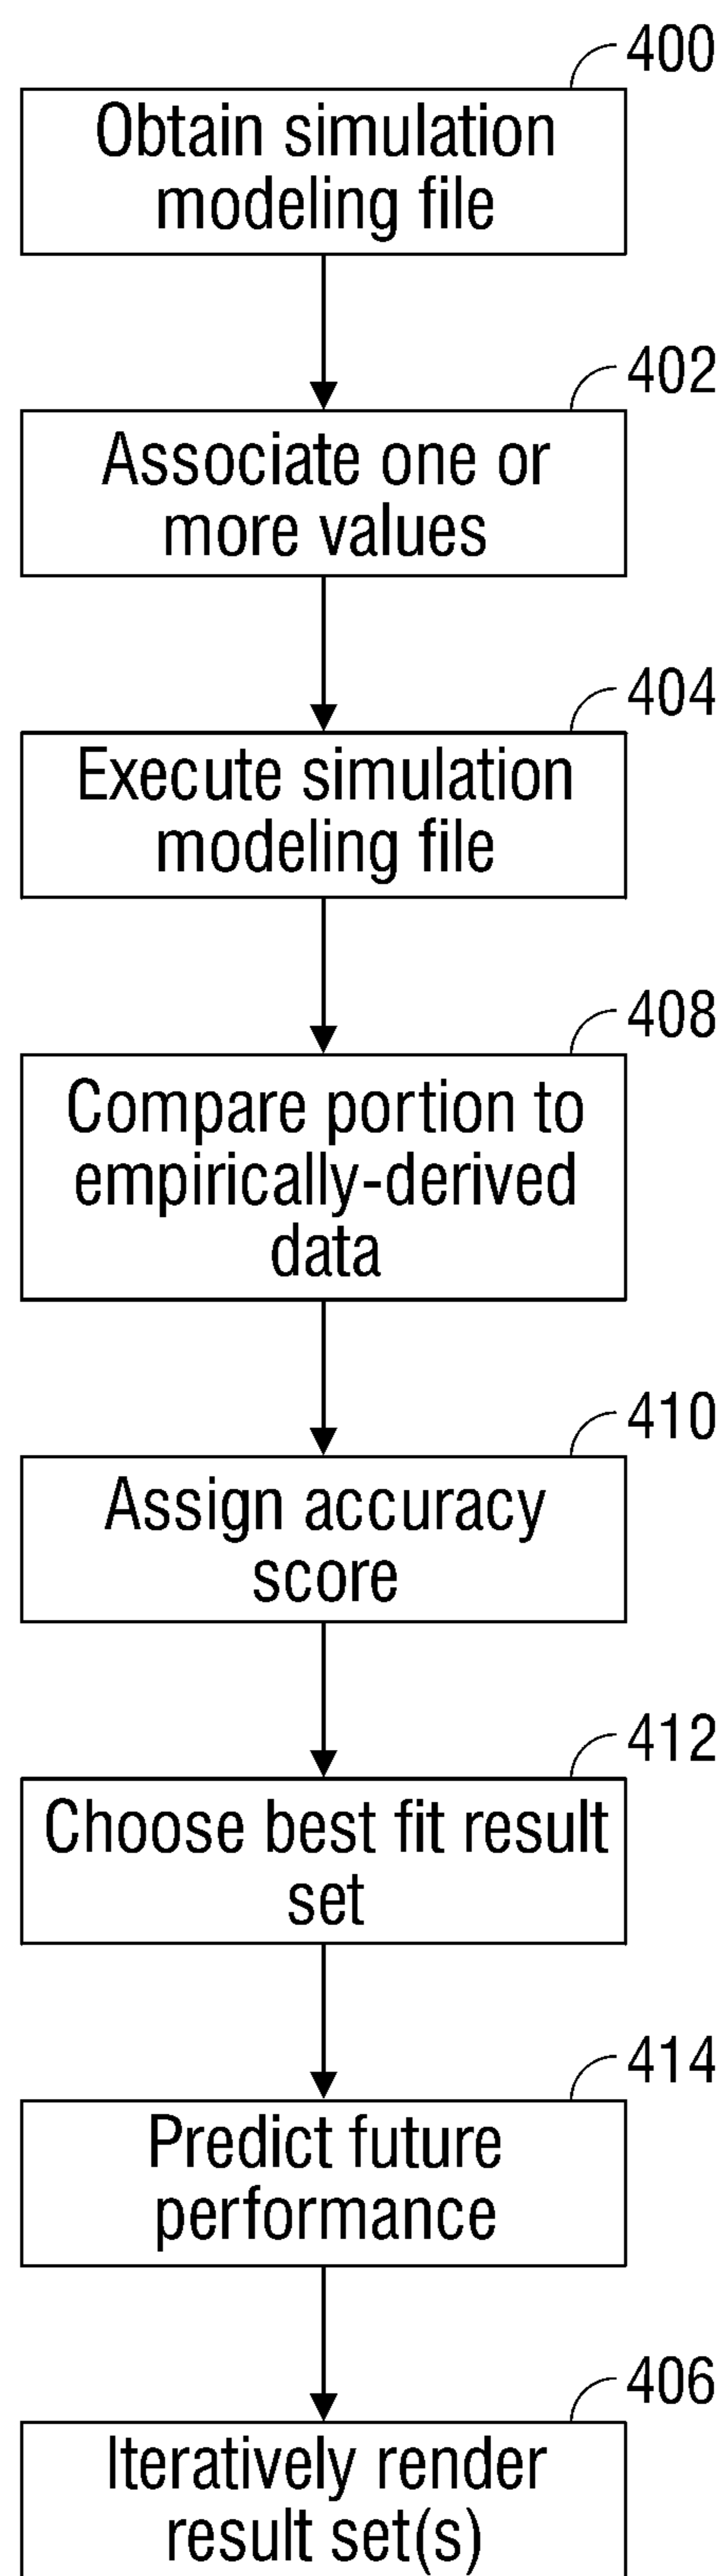 400
Obtain simulation
modeling file
402
Associate one or
more values
404
Execute simulation
modeling file
408
Compare portion to
empirically-derived
data
410
Assign accuracy
score
412
Choose best fit result
set
414
Predict future
performance
406
Iteratively render
result set(s)